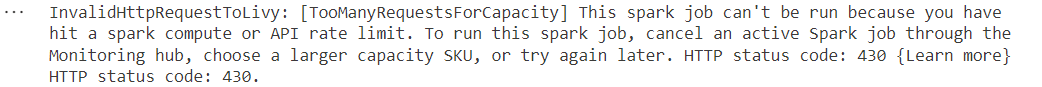 ... InvalidHttpRequestToLivy: [TooManyRequestsForCapacity] This spark job can't be run because you have
hit a spark compute or API rate limit. To run this spark job, cancel an active Spark job through the
Monitoring hub, choose a larger capacity SKU, or try again later. HTTP status code: 430 {Learn more}
HTTP status code: 430.